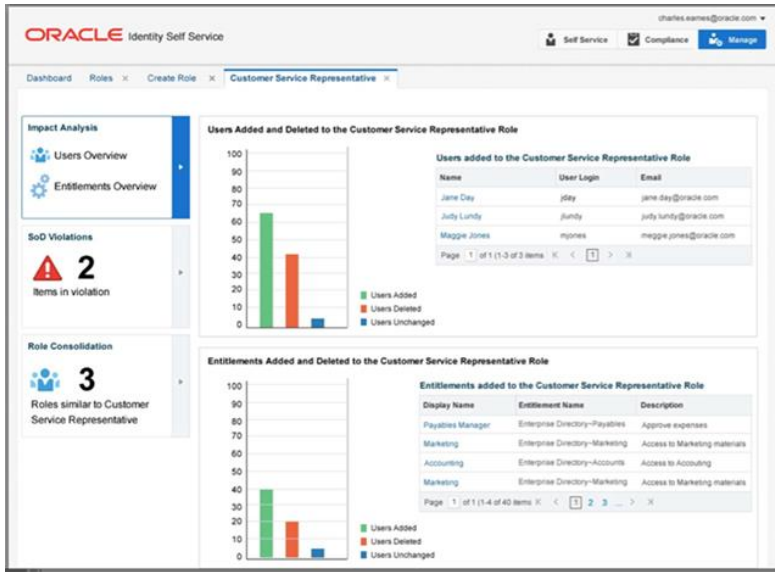 charles.eames@oracle.com
ORACLE Identity Self Service
Self Service Compliance Manage
Dashboard Roles × Create Role × Customer Service Representative ×
Impact Analysis
Users Overview
Entitlements Overview
SoD Violations
2
Items in violation
Role Consolidation
3
Roles similar to Customer
Service Representative
Users Added and Deleted to the Customer Service Representative Role
100
90
80
70
60
50
40
30
20
10
0
Users Added
Users Deleted
Users Unchanged
Users added to the Customer Service Representative Role
Name User Login Email
Jane Day jday jane.day@oracle.com
Judy Lundy jlundy judy.lundy@oracle.com
Maggie Jones mjones meggie.jones@oracle.com
Page 1 of 1 (1-3 of 3 items K < 1 > >|
Entitlements Added and Deleted to the Customer Service Representative Role
100
90
80
70
60
50
40
30
20
10
0
Users Added
Users Deleted
Users Unchanged
Entitlements added to the Customer Service Representative Role
Display Name Entitlement Name Description
Payables Manager Enterprise Directory~Payables Approve expenses
Marketing Enterprise Directory~Marketing Access to Marketing materials
Accounting Enterprise Directory~Accounts Access to Accouting
Marketing Enterprise Directory~Marketing Access to Marketing materials
Page 1 of 1 (1-4 of 40 items K < 1 2 3 ... > >|